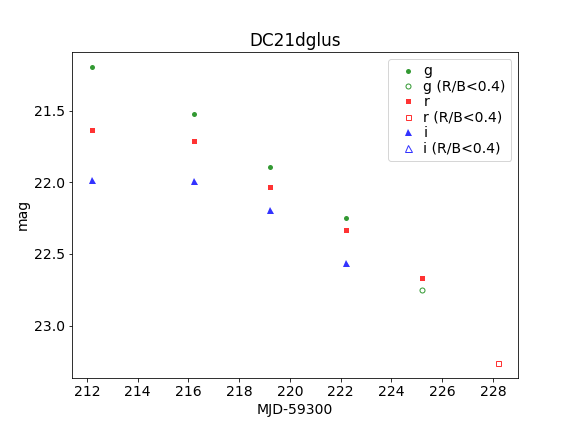 DC21dglus
g
g (R/B<0.4)
r
r (R/B<0.4)
i
i (R/B<0.4)
mag
21.5
22.0
22.5
23.0
212 214 216 218 220 222 224 226 228
MJD-59300